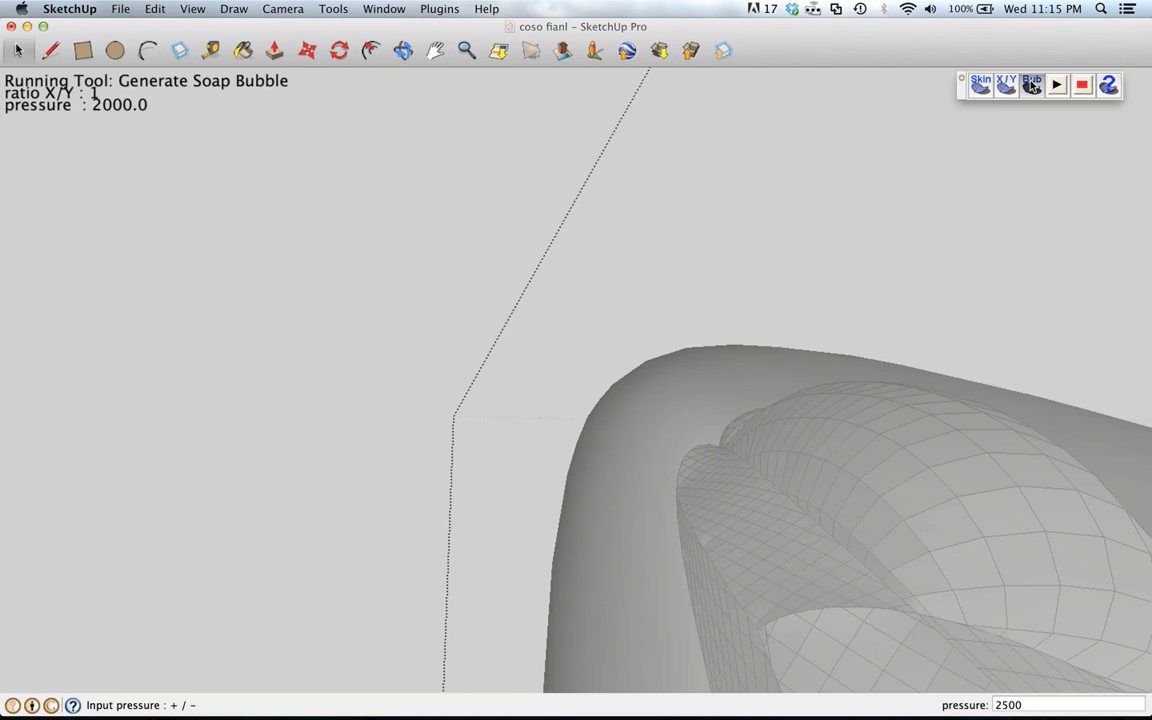 SketchUp File Edit View Draw Camera Tools Window Plugins Help 17 100% Wed 11:15 PM
coso fianl - SketchUp Pro
Running Tool: Generate Soap Bubble
ratio X/Y : 1
pressure : 2000.0
Skin X/Y Bub ?
Input pressure : + / -
pressure: 2500